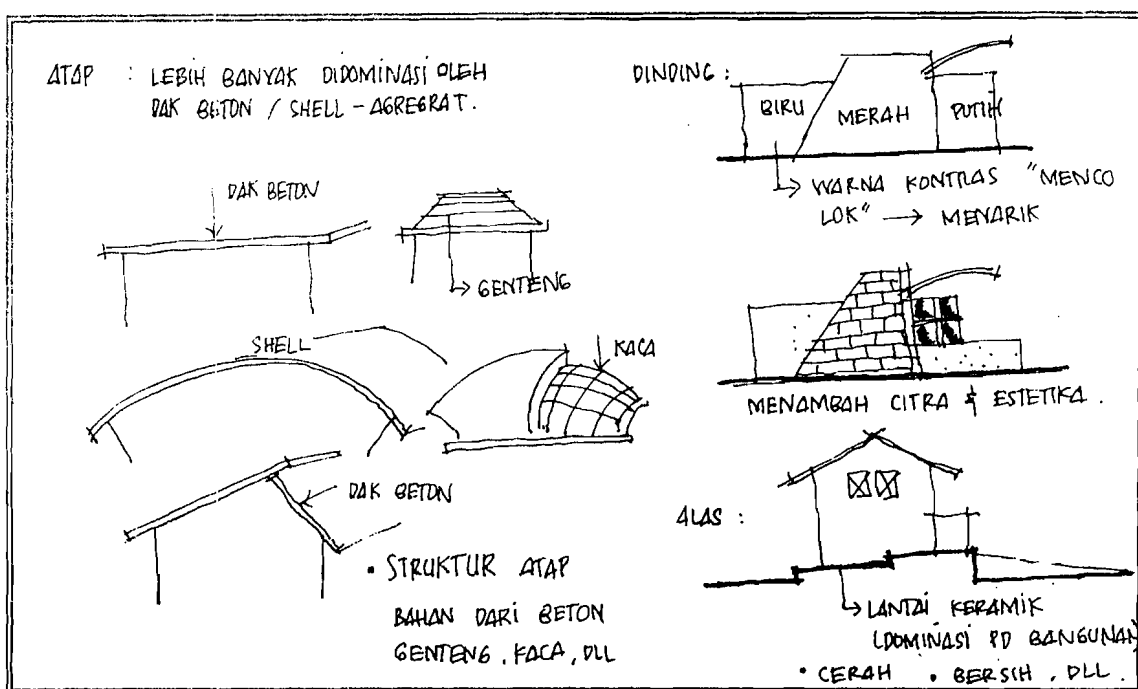 ATAP : LEBIH BANYAK DIDOMINASI OLEH
DAK BETON / SHELL - AGREGRAT.
DAK BETON
GENTENG
SHELL
KACA
DAK BETON
• STRUKTUR ATAP
BAHAN DARI BETON
GENTENG, KACA, DLL
DINDING :
BIRU MERAH PUTIH
WARNA KONTRAS "MENCO
LOK" → MENARIK
MENAMBAH CITRA & ESTETIKA.
ALAS :
LANTAI KERAMIK
(DOMINASI PD BANGUNAN)
• CERAH • BERSIH, DLL.